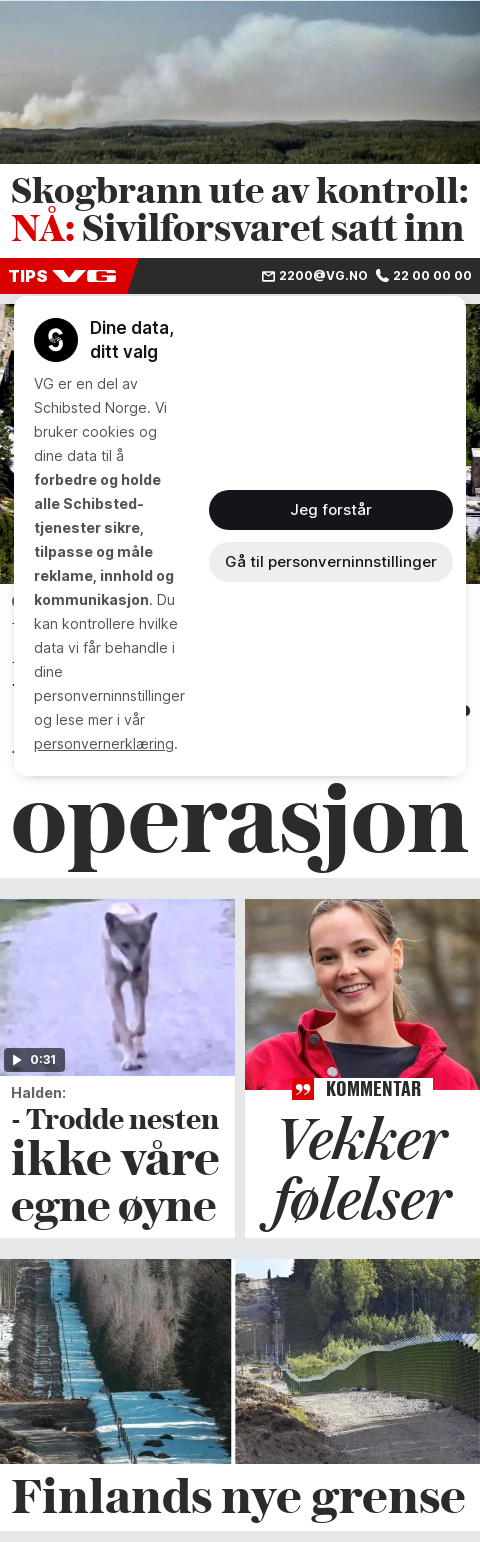 Skogbrann ute av kontroll:
NÅ: Sivilforsvaret satt inn
TIPS VG
2200@VG.NO 22 00 00 00
Dine data,
ditt valg
VG er en del av
Schibsted Norge. Vi
bruker cookies og
dine data til å
forbedre og holde
alle Schibsted-
tjenester sikre,
tilpasse og måle
reklame, innhold og
kommunikasjon. Du
kan kontrollere hvilke
data vi får behandle i
dine
personverninnstillinger
og lese mer i vår
personvernerklæring.
Jeg forstår
Gå til personverninnstillinger
operasjon
0:31
Halden:
- Trodde nesten
ikke våre
egne øyne
KOMMENTAR
Vekker
følelser
Finlands nye grense